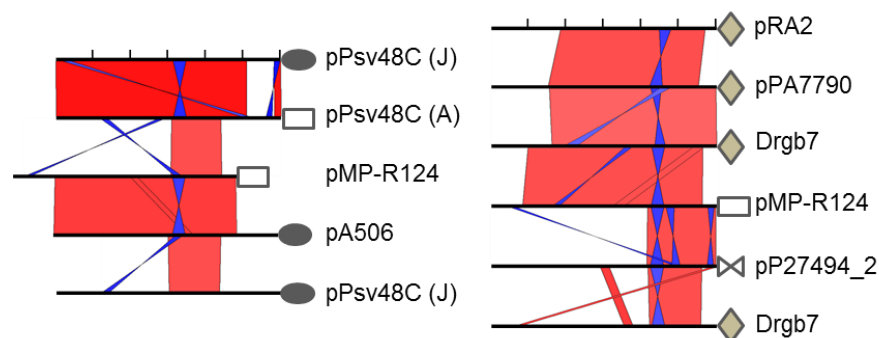 pPsv48C (J)
pPsv48C (A)
pMP-R124
pA506
pPsv48C (J)
pRA2
pPA7790
Drgb7
pMP-R124
pP27494_2
Drgb7